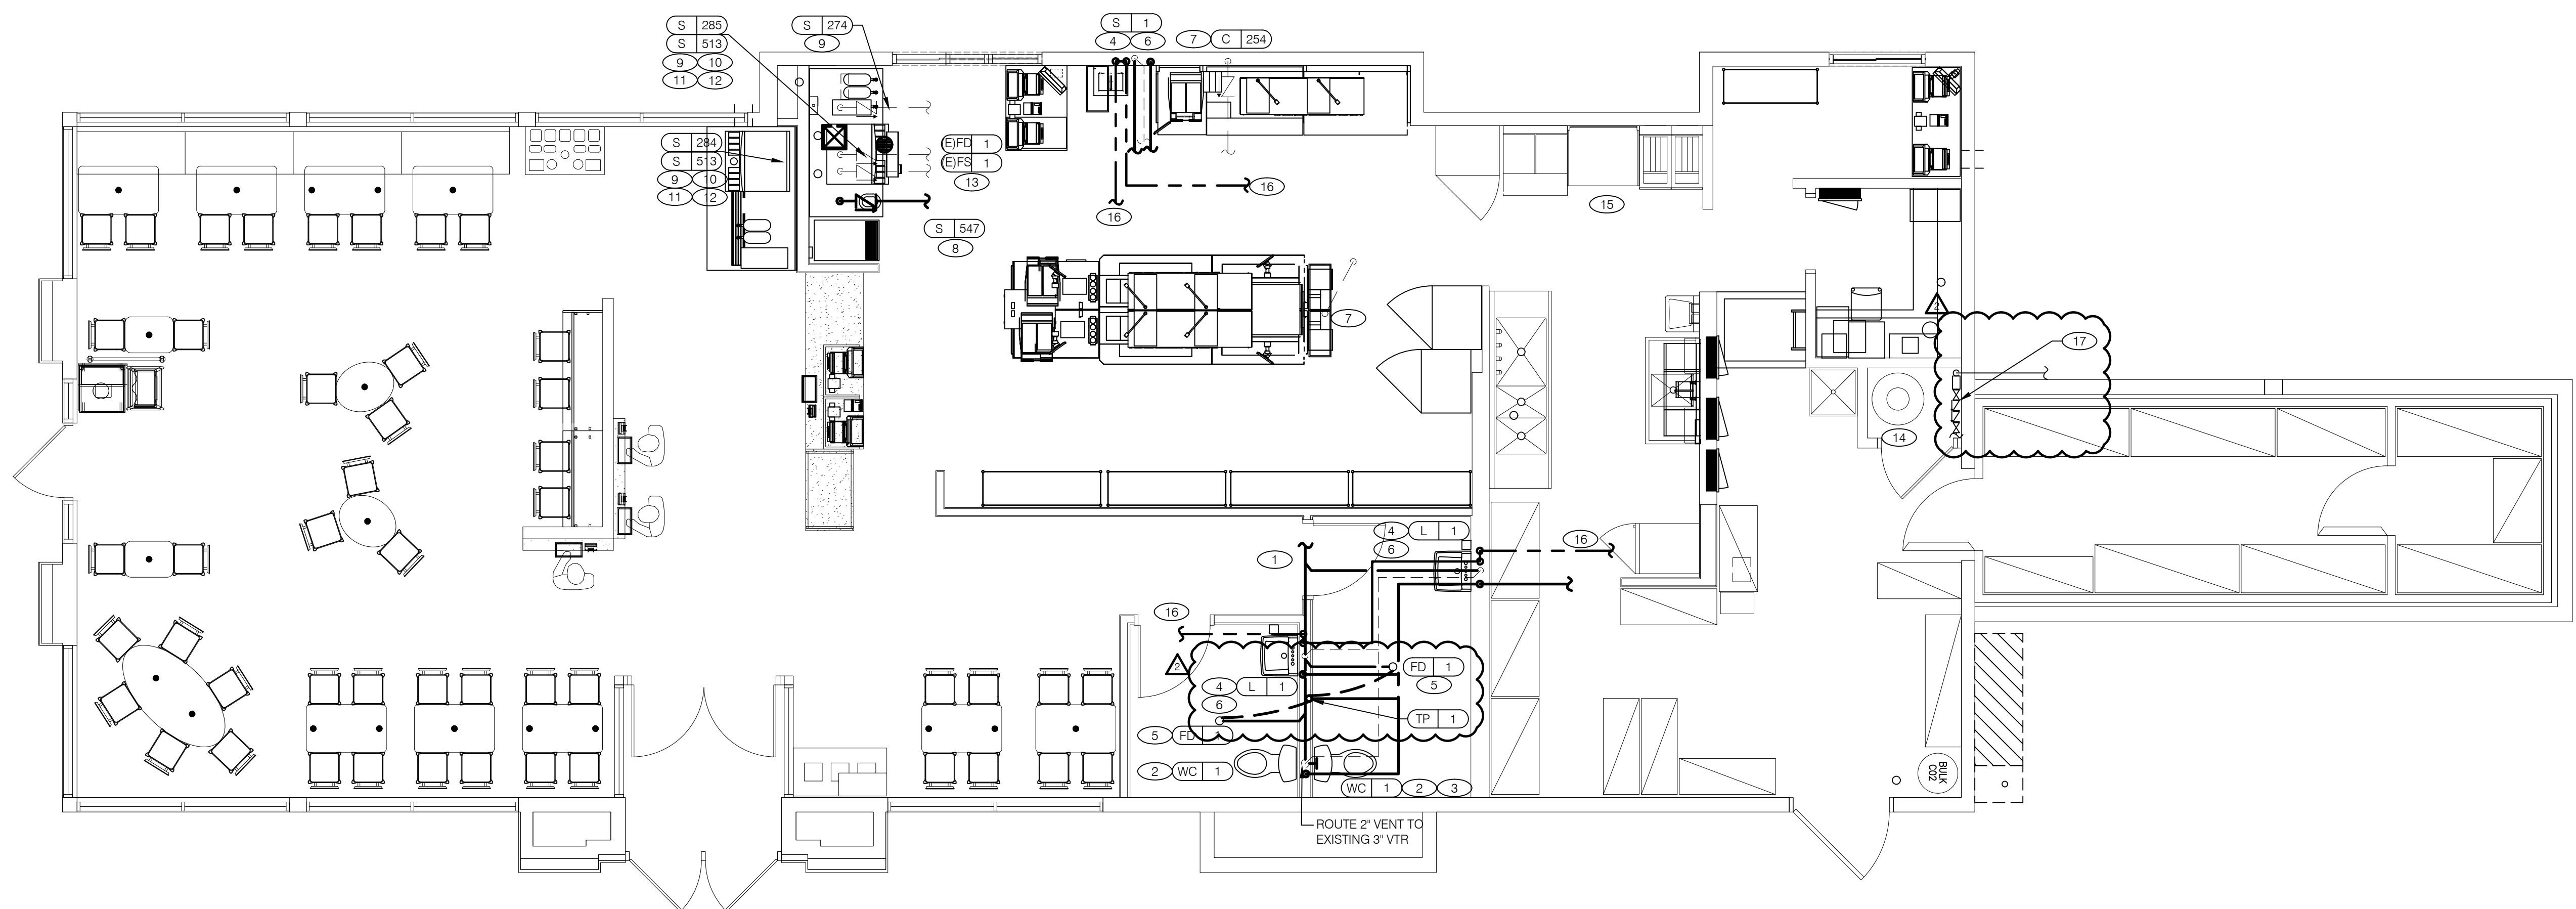 S 285
S 513
9 10
11 12
S 274
9
S 1
4 6
7 C 254
S 284
S 513
9 10
11 12
(E)FD 1
(E)FS 1
13
16
16
15
S 547
8
7
2
17
14
4 L 1
6
16
1
16
2
FD 1
5
4 L 1
6
TP 1
5 FD 1
2 WC 1
WC 1 2 3
BULK
CO2
ROUTE 2" VENT TO
EXISTING 3" VTR